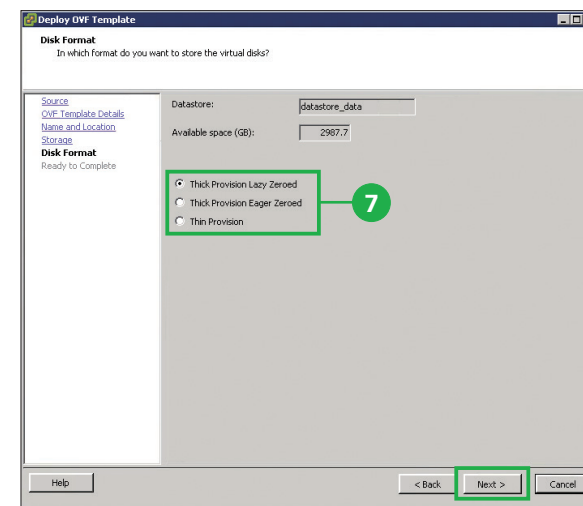 Deploy OVF Template
Disk Format
In which format do you want to store the virtual disks?
Source
OVF Template Details
Name and Location
Storage
Disk Format
Ready to Complete
Datastore:
datastore_data
Available space (GB):
2987.7
Thick Provision Lazy Zeroed
Thick Provision Eager Zeroed
Thin Provision
7
Help
< Back
Next >
Cancel